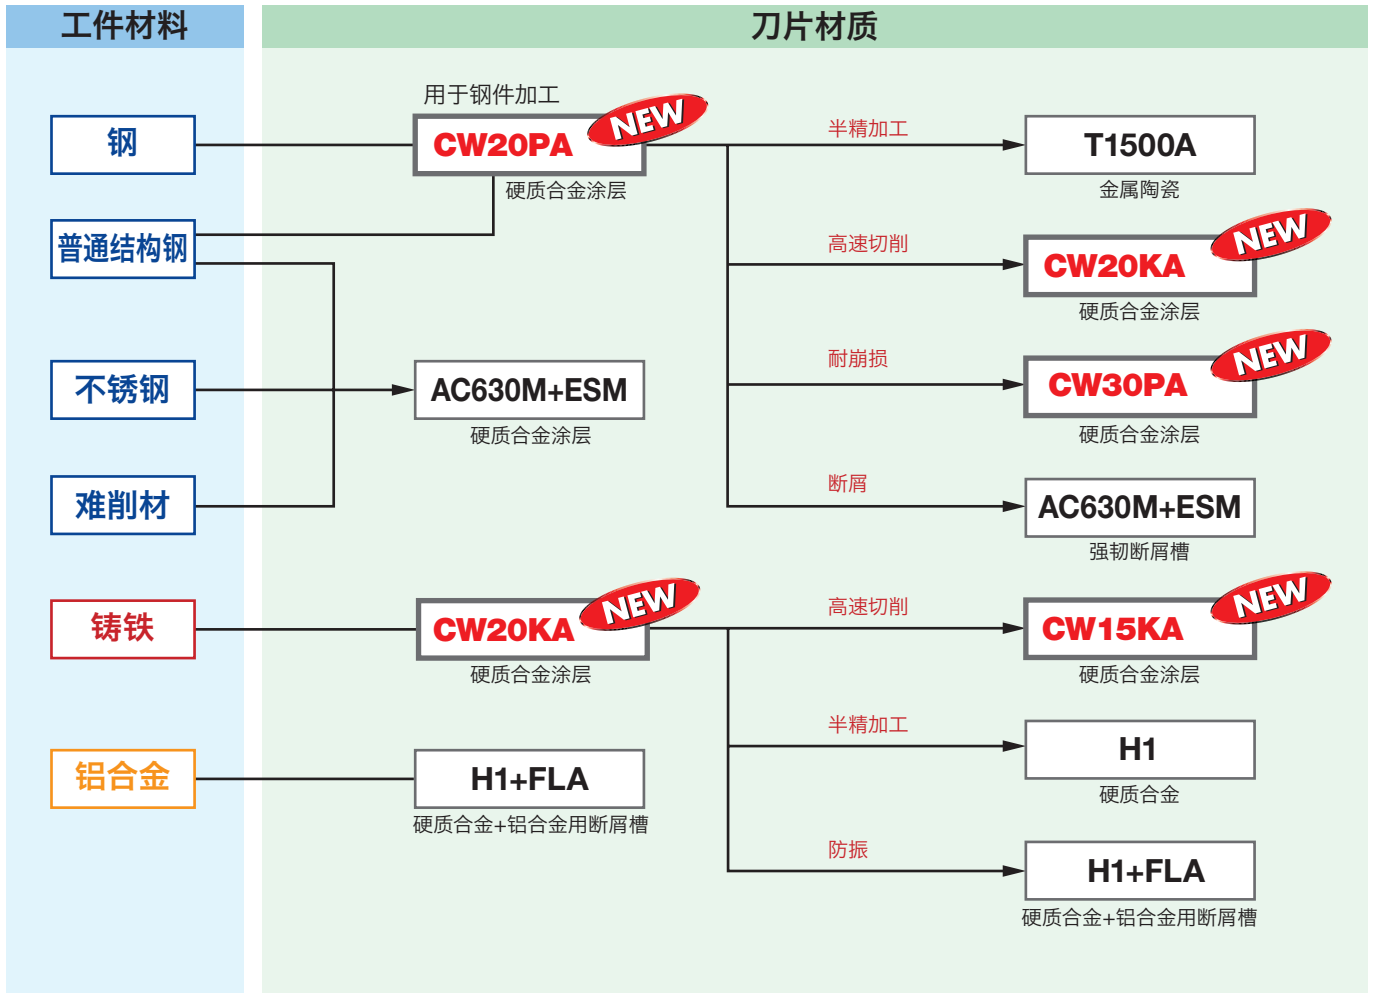 工件材料
刀片材质
用于钢件加工
钢
CW20PA
NEW
硬质合金涂层
半精加工
T1500A
金属陶瓷
普通结构钢
高速切削
CW20KA
NEW
硬质合金涂层
耐崩损
CW30PA
NEW
硬质合金涂层
不锈钢
AC630M+ESM
硬质合金涂层
难削材
断屑
AC630M+ESM
强韧断屑槽
铸铁
CW20KA
NEW
硬质合金涂层
高速切削
CW15KA
NEW
硬质合金涂层
半精加工
H1
硬质合金
铝合金
H1+FLA
硬质合金+铝合金用断屑槽
防振
H1+FLA
硬质合金+铝合金用断屑槽